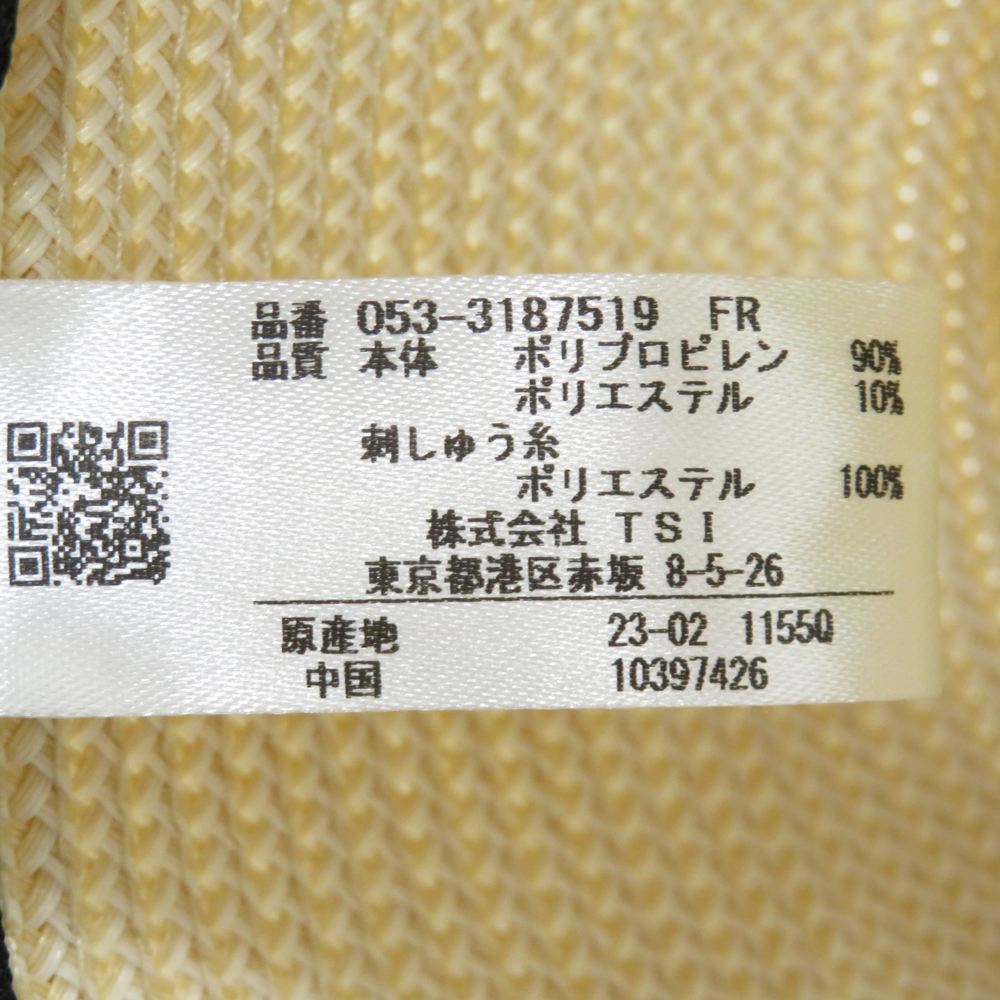 品番 053-3187519 FR
品質 本体 ポリプロピレン 90%
ポリエステル 10%
刺しゅう糸
ポリエステル 100%
株式会社 TSI
東京都港区赤坂 8-5-26
原産地 23-02 1155Q
中国 10397426